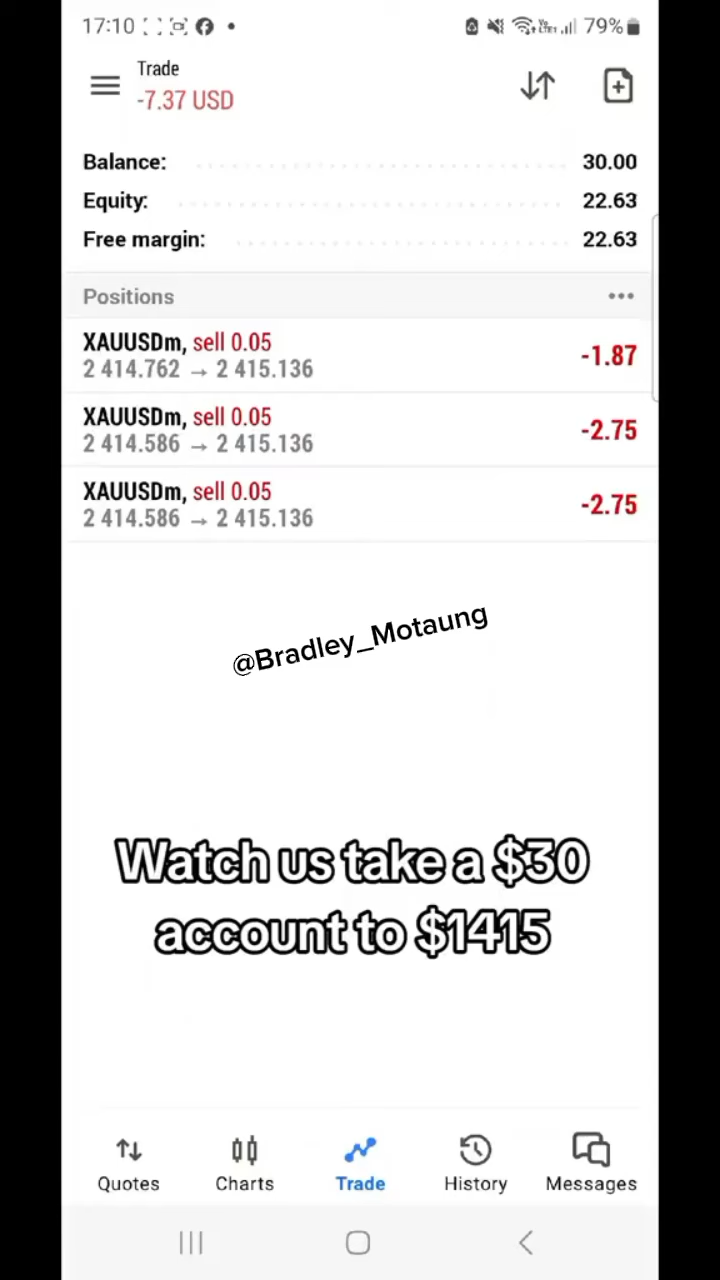 17:10 79%
Trade
-7.37 USD
Balance: 30.00
Equity: 22.63
Free margin: 22.63
Positions
XAUUSDm, sell 0.05
2 414.762 → 2 415.136 -1.87
XAUUSDm, sell 0.05
2 414.586 → 2 415.136 -2.75
XAUUSDm, sell 0.05
2 414.586 → 2 415.136 -2.75
@Bradley_Motaung
Watch us take a $30
account to $1415
Quotes Charts Trade History Messages